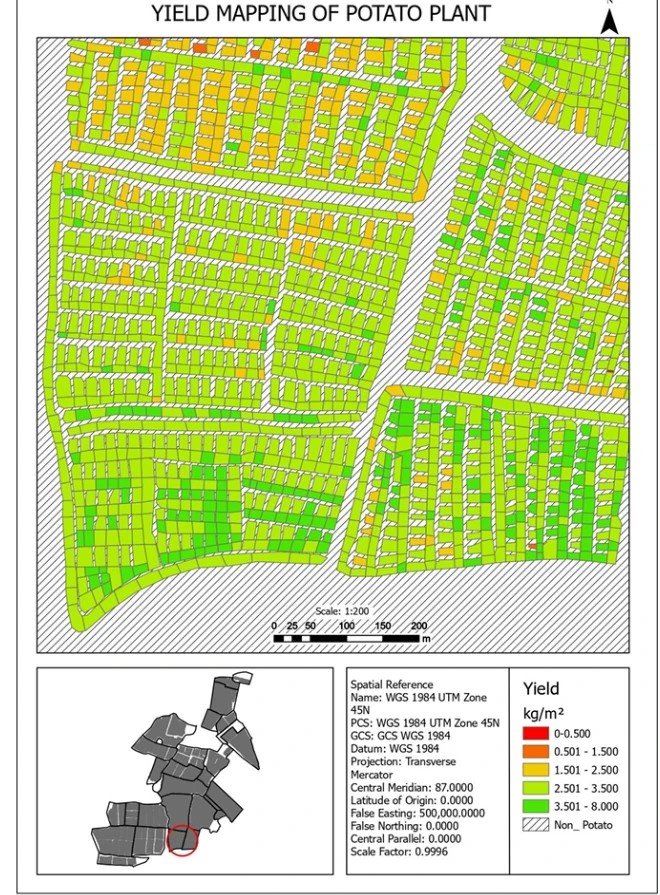 YIELD MAPPING OF POTATO PLANT
N
Scale: 1:200
0 25 50 100 150 200
m
Spatial Reference
Name: WGS 1984 UTM Zone
45N
PCS: WGS 1984 UTM Zone 45N
GCS: GCS WGS 1984
Datum: WGS 1984
Projection: Transverse
Mercator
Central Meridian: 87.0000
Latitude of Origin: 0.0000
False Easting: 500,000.0000
False Northing: 0.0000
Central Parallel: 0.0000
Scale Factor: 0.9996
Yield
kg/m²
0-0.500
0.501 - 1.500
1.501 - 2.500
2.501 - 3.500
3.501 - 8.000
Non_ Potato